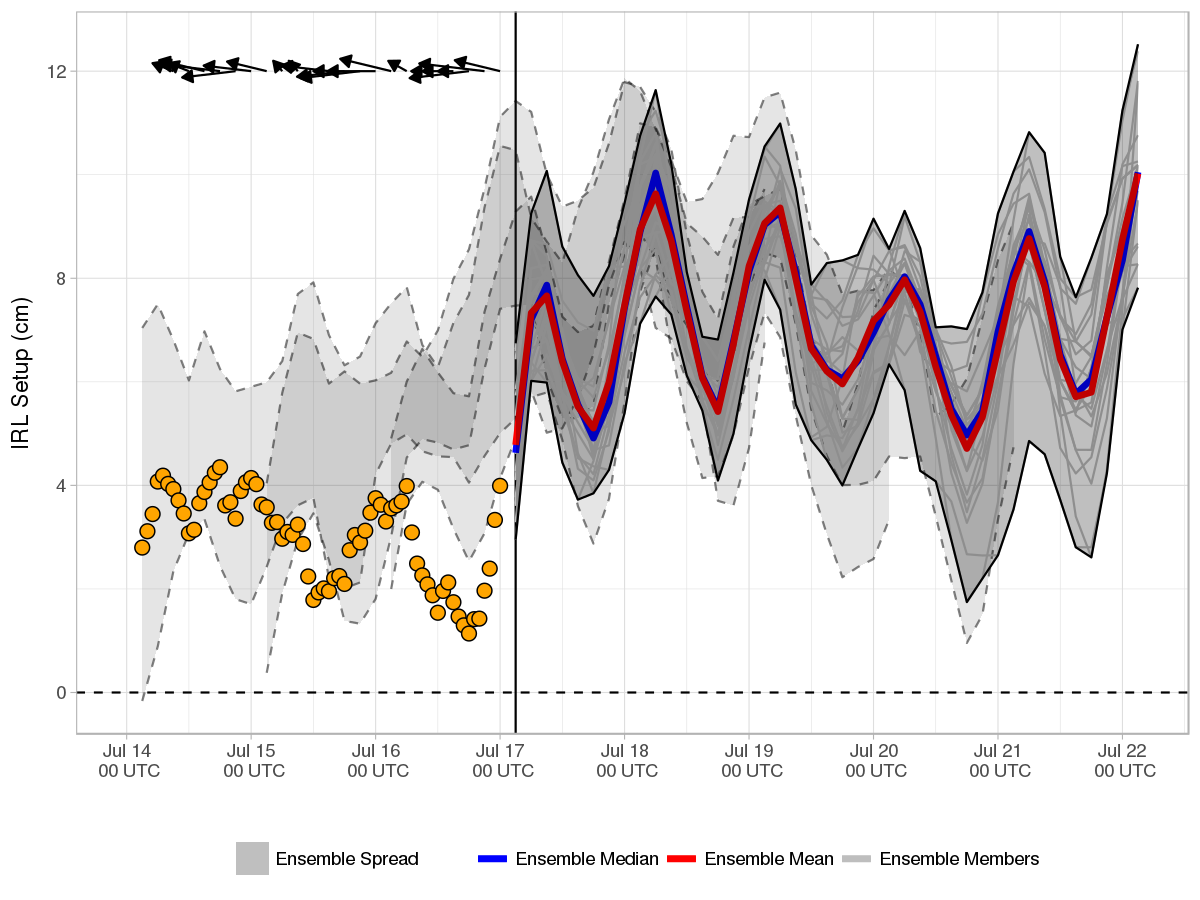 12
8
4
0
IRL Setup (cm)
Jul 14 Jul 15 Jul 16 Jul 17 Jul 18 Jul 19 Jul 20 Jul 21 Jul 22
00 UTC 00 UTC 00 UTC 00 UTC 00 UTC 00 UTC 00 UTC 00 UTC 00 UTC
Ensemble Spread Ensemble Median Ensemble Mean Ensemble Members